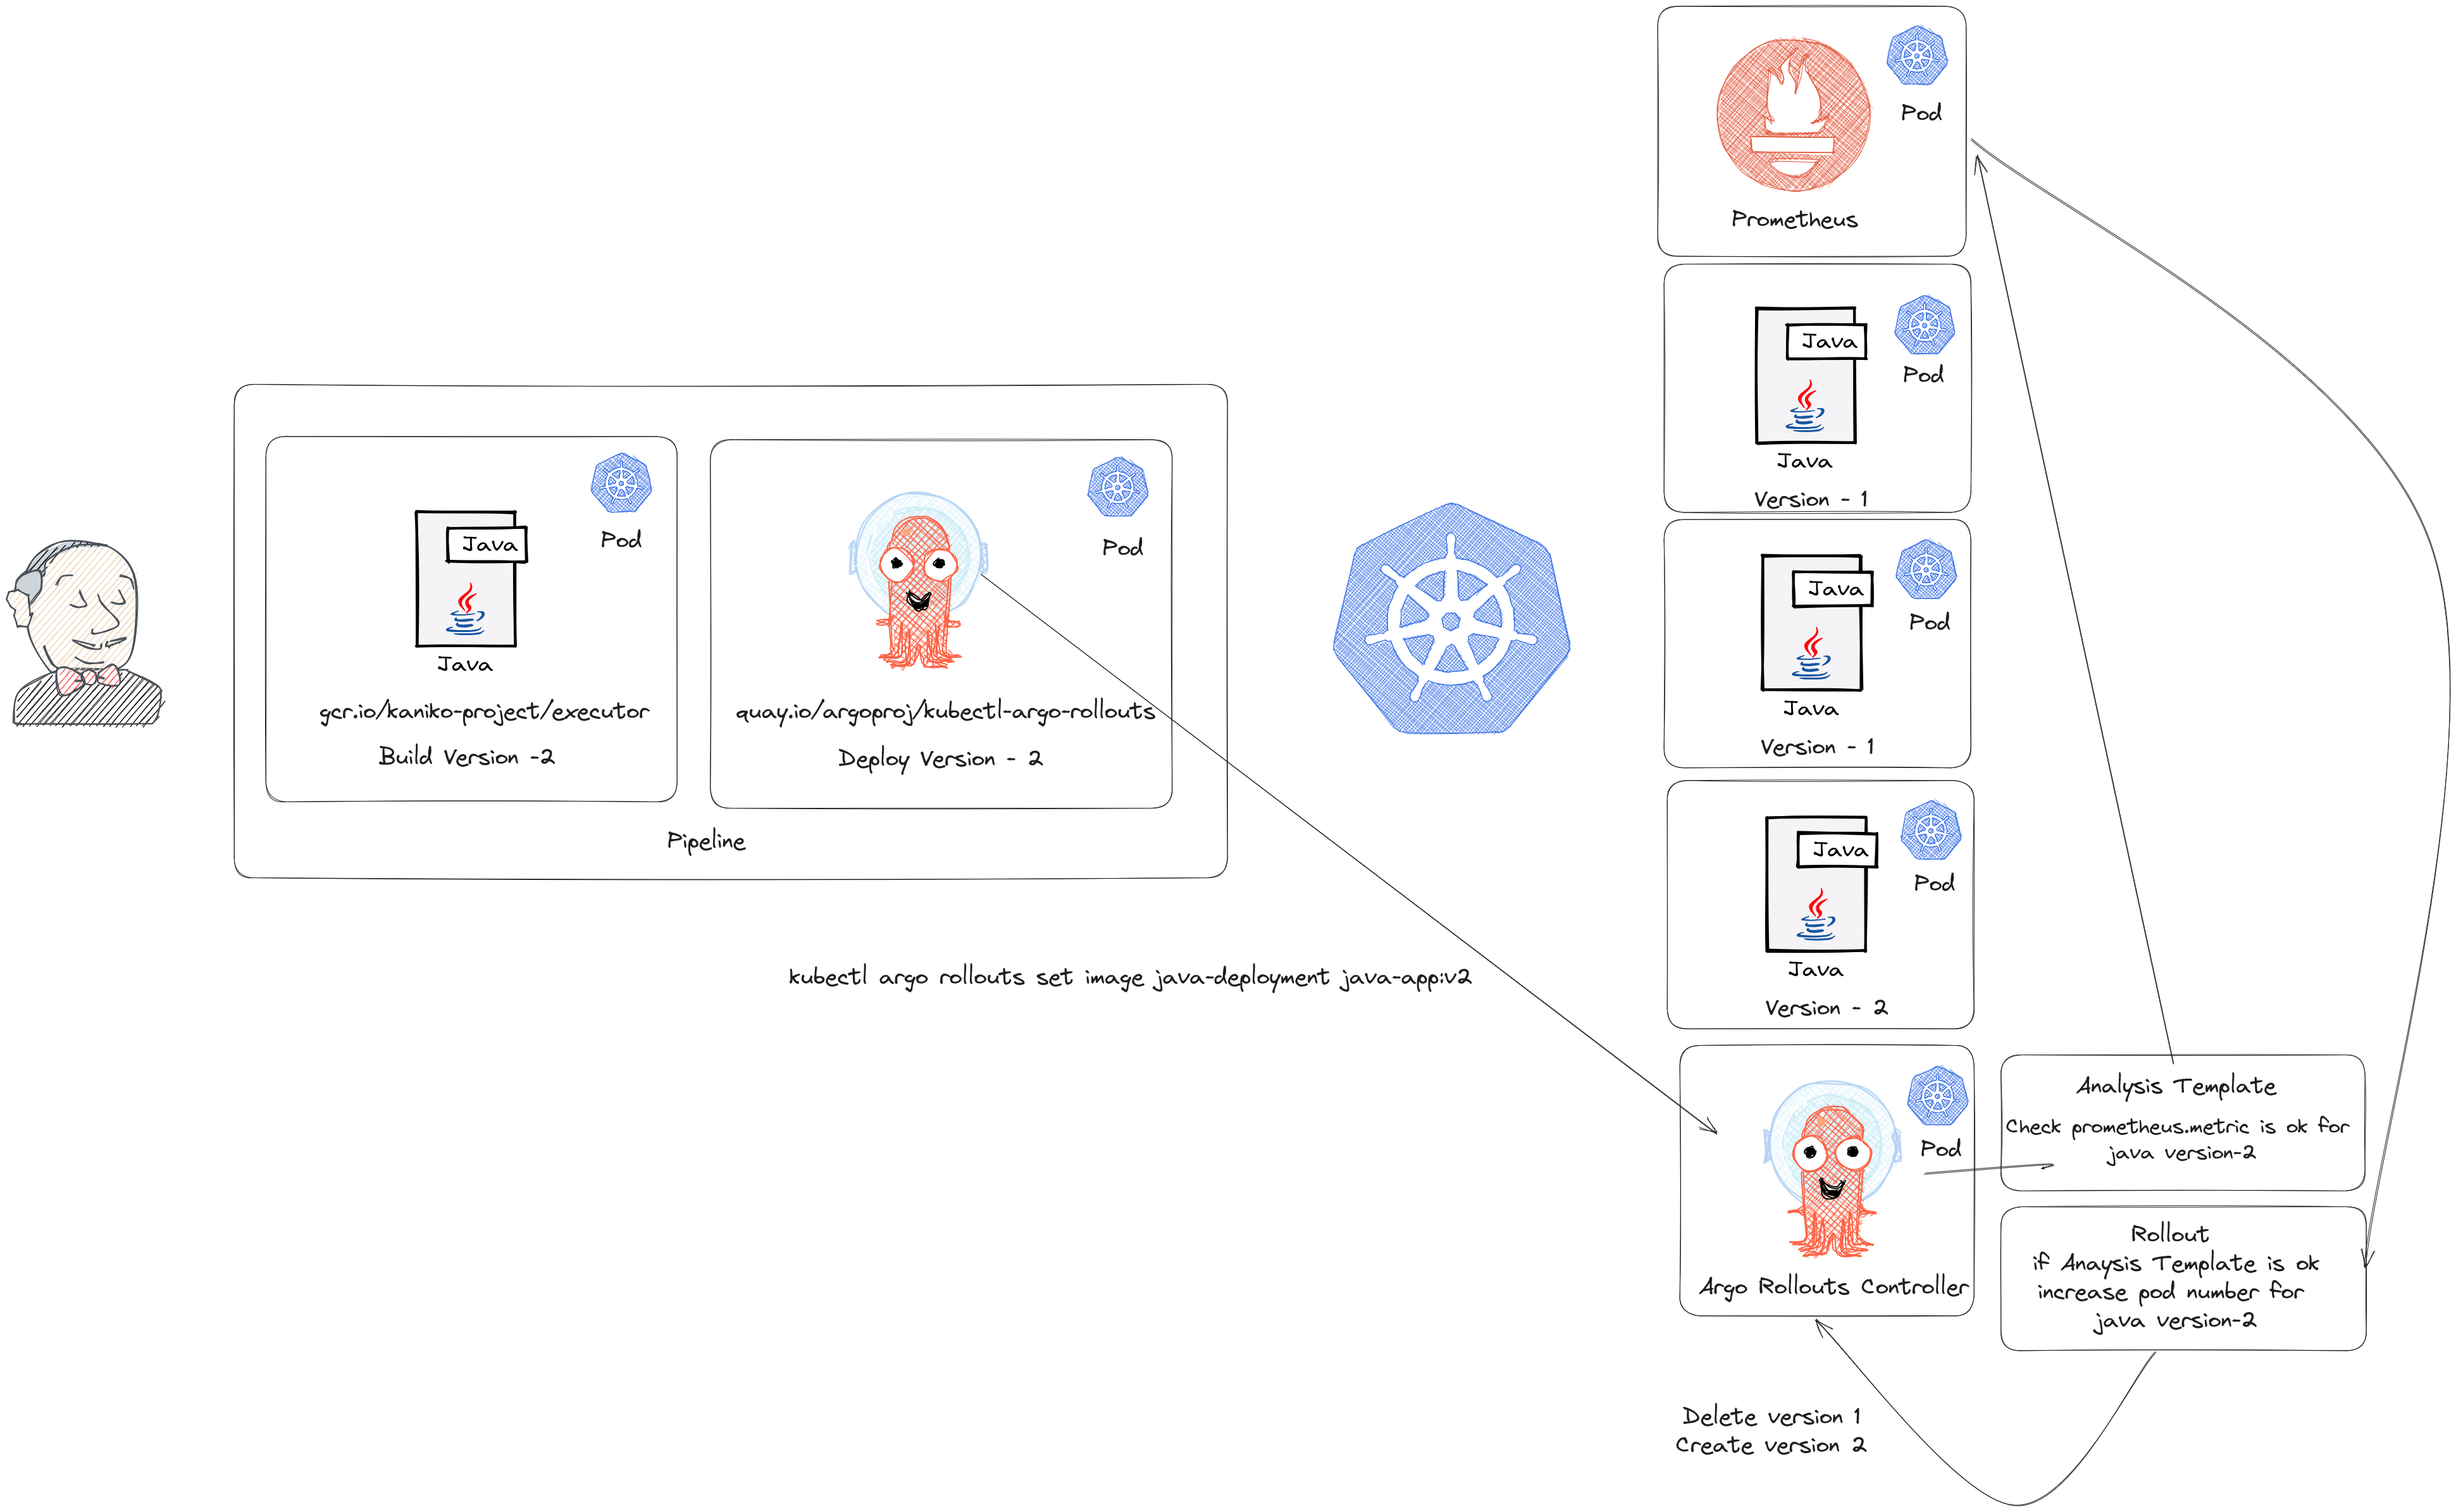 Java
Pod
Java
gcr.io/kaniko-project/executor
Build Version -2
Pod
quay.io/argoproj/kubectl-argo-rollouts
Deploy Version - 2
Pipeline
kubectl argo rollouts set image java-deployment java-app:v2
Pod
Prometheus
Java
Pod
Java
Version - 1
Java
Pod
Java
Version - 1
Java
Pod
Java
Version - 2
Pod
Argo Rollouts Controller
Analysis Template
Check prometheus.metric is ok for
java version-2
Rollout
if Anaysis Template is ok
increase pod number for
java version-2
Delete version 1
Create version 2